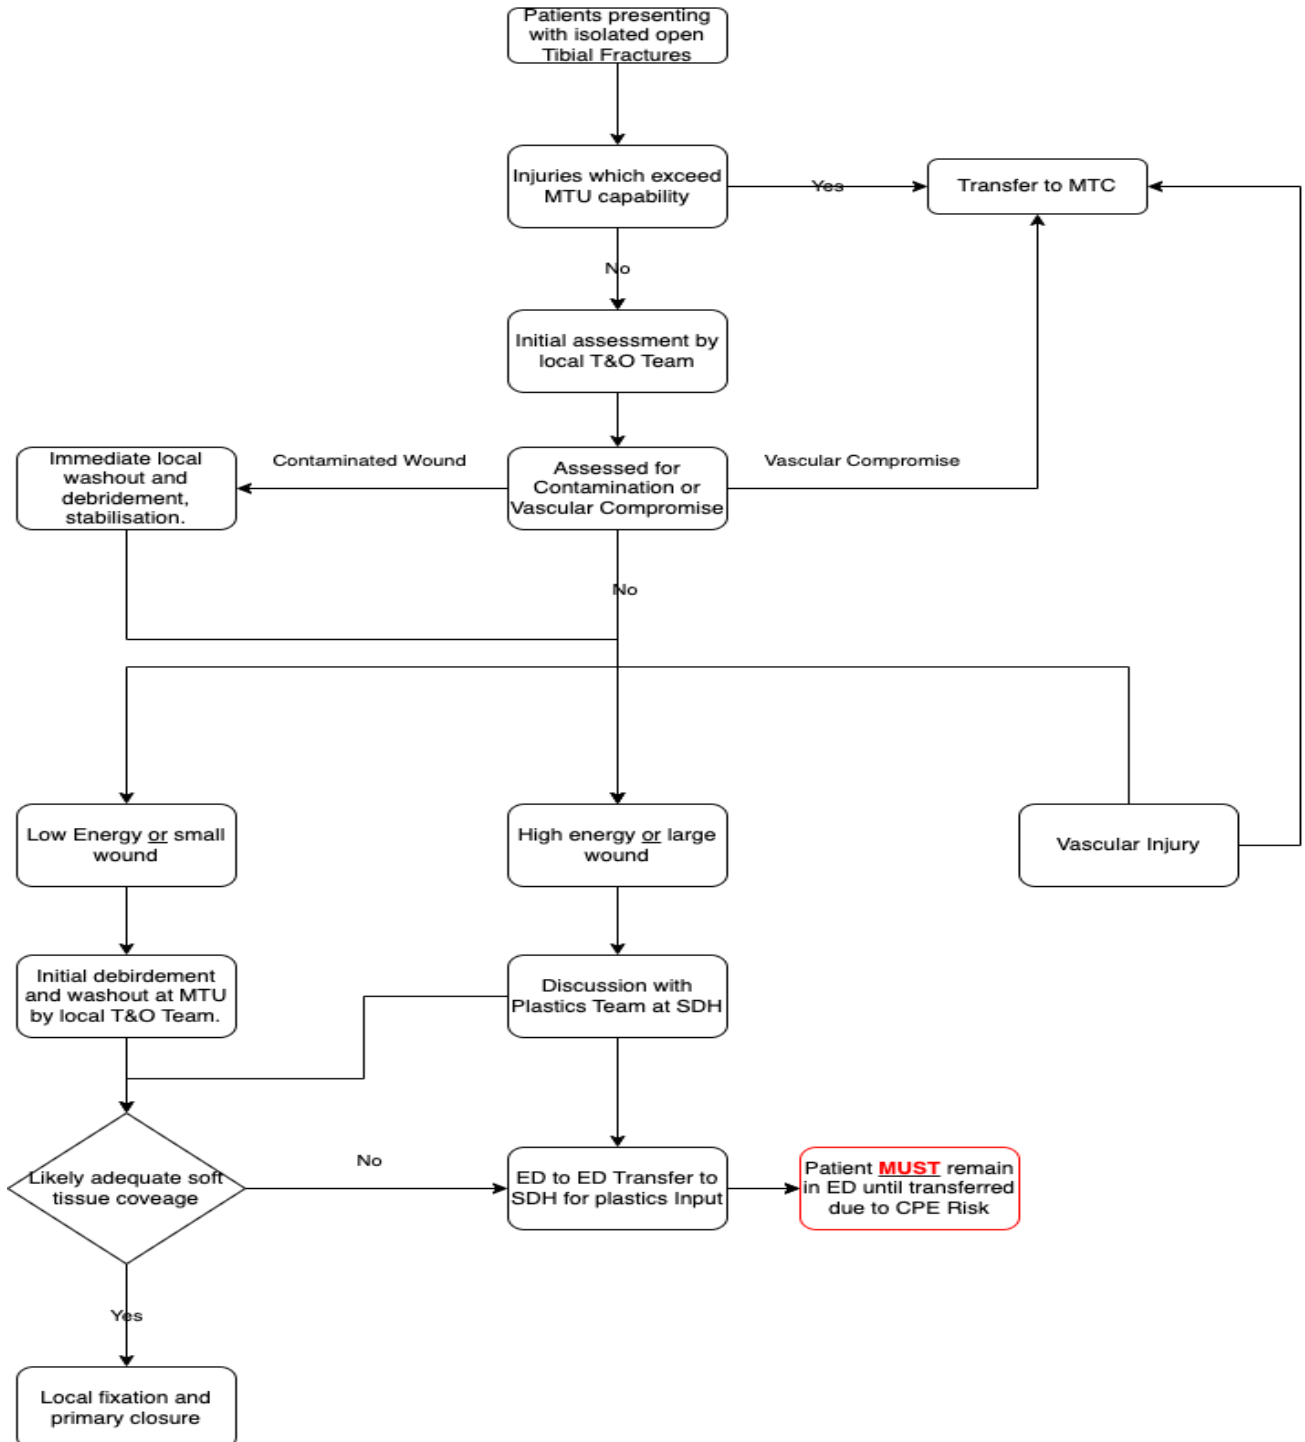 Patients presenting
with isolated open
Tibial Fractures
Injuries which exceed
MTU capability
Yes
Transfer to MTC
No
Initial assessment by
local T&O Team
Immediate local
washout and
debridement,
stabilisation.
Contaminated Wound
Assessed for
Contamination or
Vascular Compromise
Vascular Compromise
No
Low Energy or small
wound
High energy or large
wound
Vascular Injury
Initial debirdement
and washout at MTU
by local T&O Team.
Discussion with
Plastics Team at SDH
Likely adequate soft
tissue coveage
No
ED to ED Transfer to
SDH for plastics Input
Patient MUST remain
in ED until transferred
due to CPE Risk
Yes
Local fixation and
primary closure